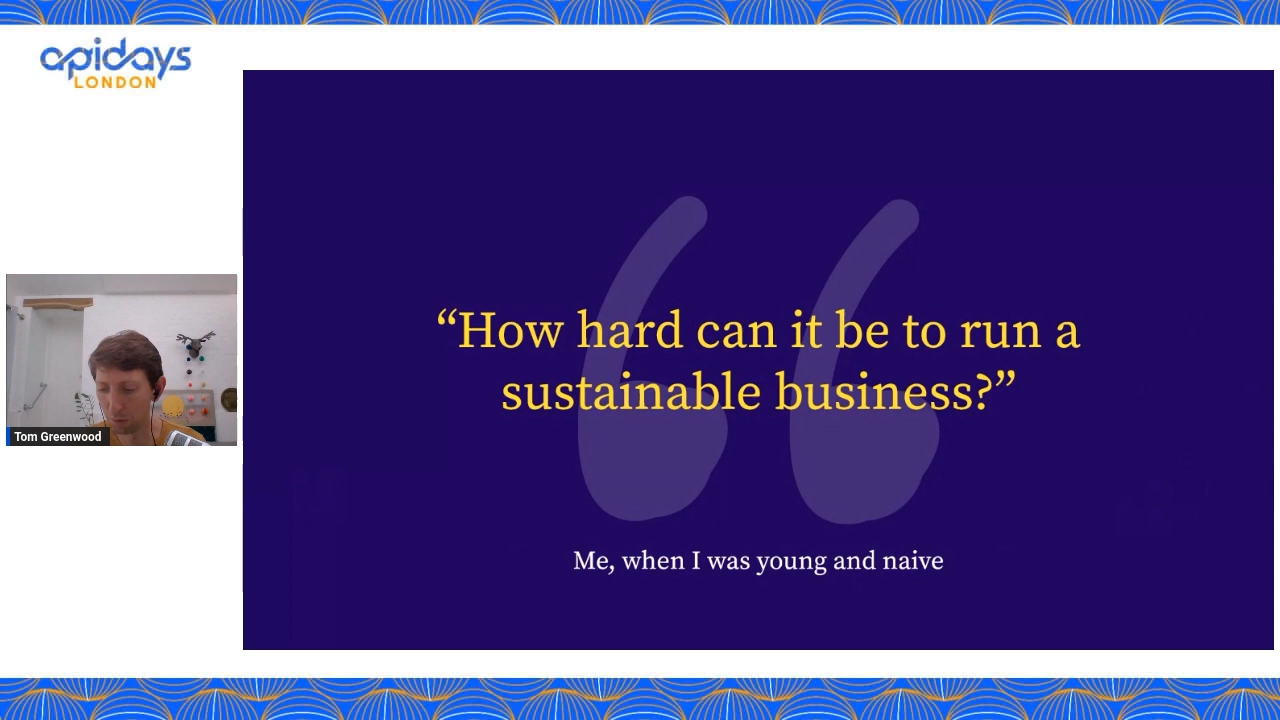 apidays
LONDON
“How hard can it be to run a
sustainable business?”
Me, when I was young and naive
Tom Greenwood